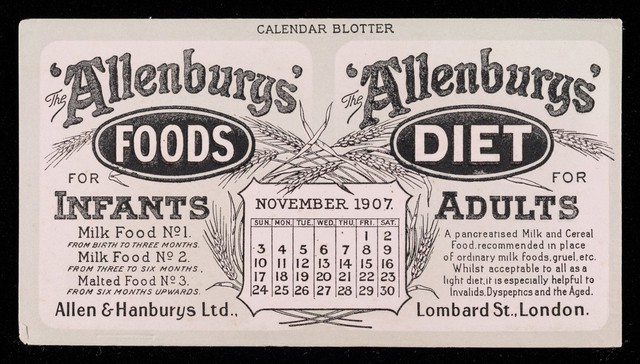 CALENDAR BLOTTER
The 'Allenburys'
FOODS
FOR
INFANTS
Milk Food No 1.
FROM BIRTH TO THREE MONTHS.
Milk Food No 2.
FROM THREE TO SIX MONTHS.
Malted Food No 3.
FROM SIX MONTHS UPWARDS.
Allen & Hanburys Ltd.,
NOVEMBER 1907.
SUN. MON. TUE. WED. THU. FRI. SAT.
1 2
3 4 5 6 7 8 9
10 11 12 13 14 15 16
17 18 19 20 21 22 23
24 25 26 27 28 29 30
The 'Allenburys'
DIET
FOR
ADULTS
A pancreatised Milk and Cereal
Food, recommended in place
of ordinary milk foods, gruel, etc.
Whilst acceptable to all as a
light diet, it is especially helpful to
Invalids, Dyspeptics and the Aged.
Lombard St., London.